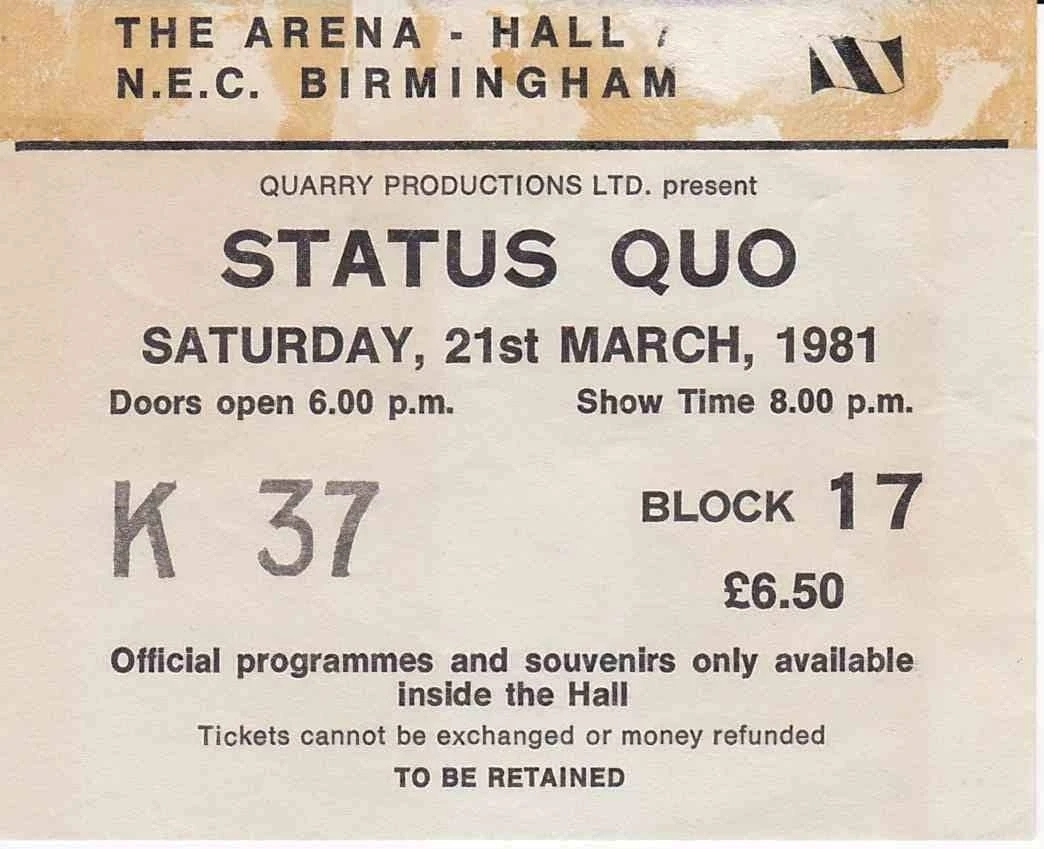 THE ARENA - HALL
N.E.C. BIRMINGHAM
QUARRY PRODUCTIONS LTD. present
STATUS QUO
SATURDAY, 21st MARCH, 1981
Doors open 6.00 p.m. Show Time 8.00 p.m.
K 37 BLOCK 17
£6.50
Official programmes and souvenirs only available
inside the Hall
Tickets cannot be exchanged or money refunded
TO BE RETAINED